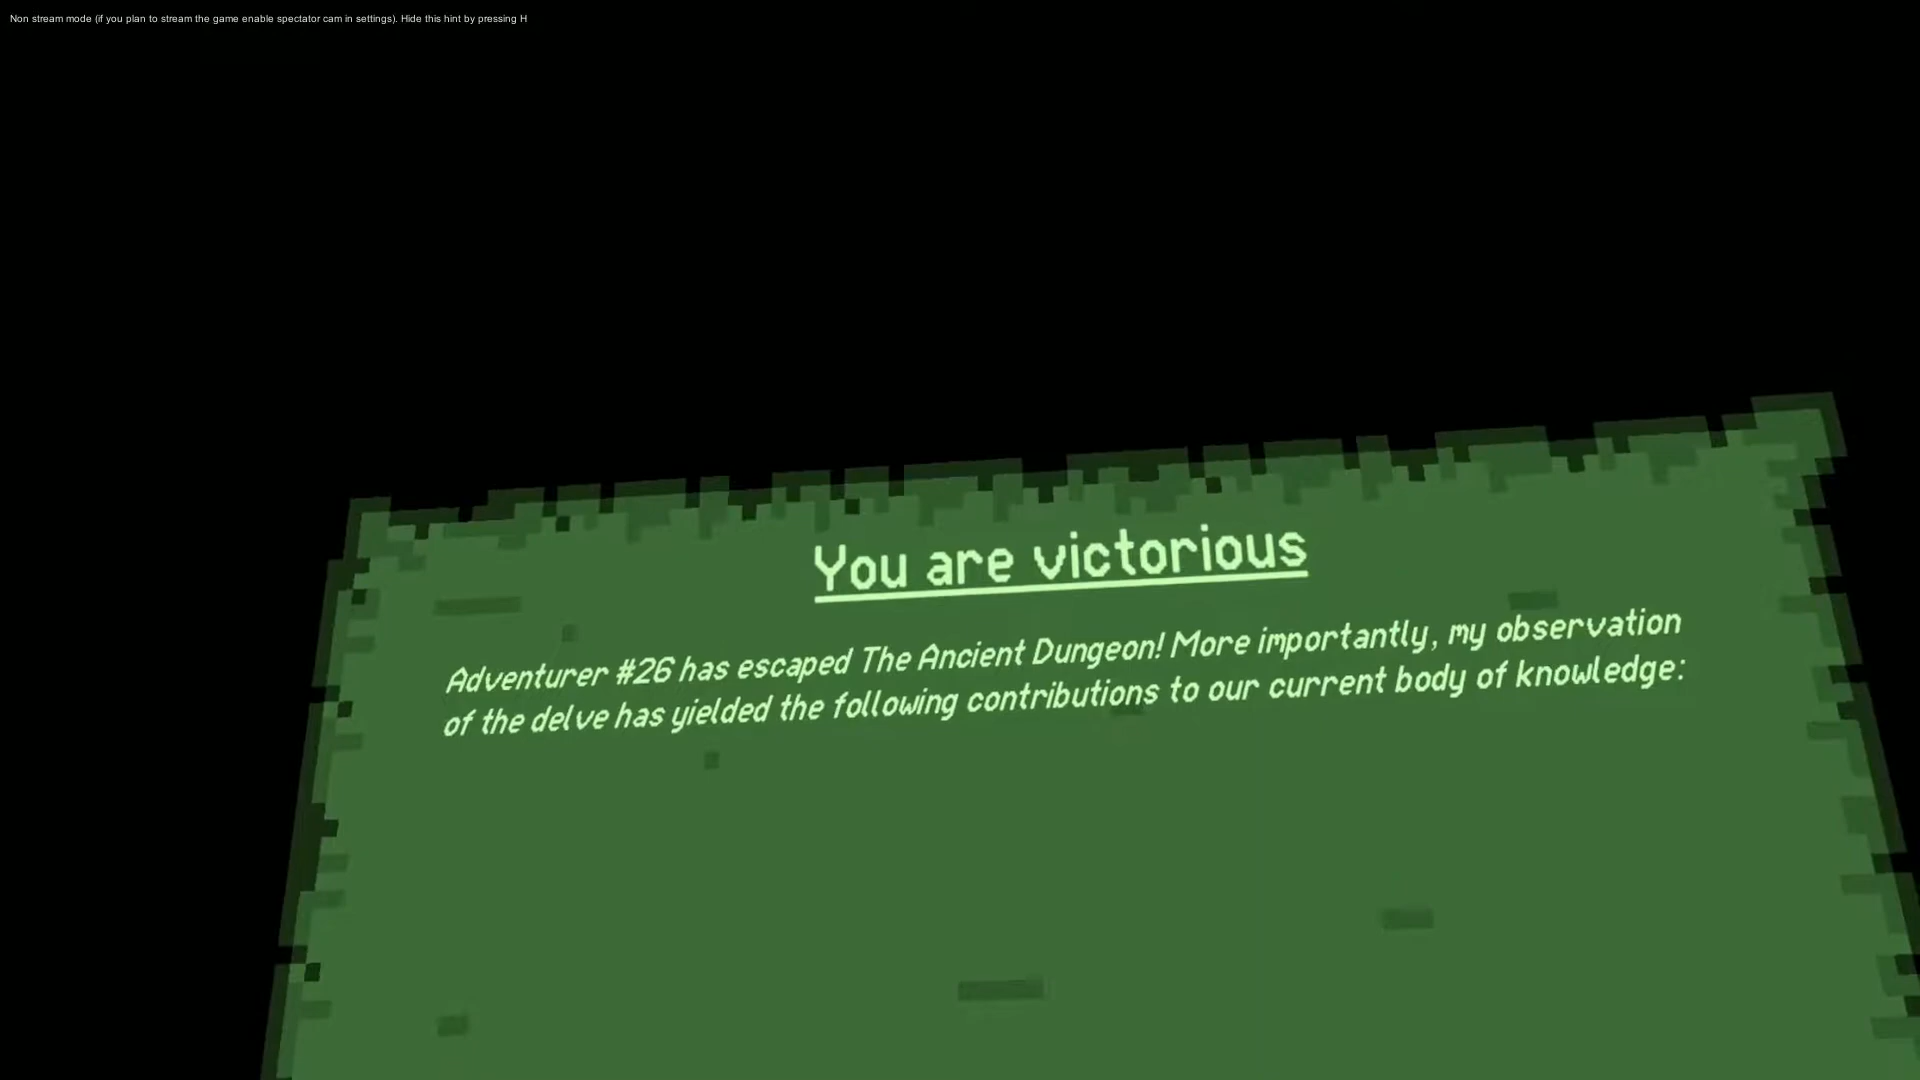 Non stream mode (if you plan to stream the game enable spectator cam in settings). Hide this hint by pressing H
You are victorious
Adventurer #26 has escaped The Ancient Dungeon! More importantly, my observation
of the delve has yielded the following contributions to our current body of knowledge: